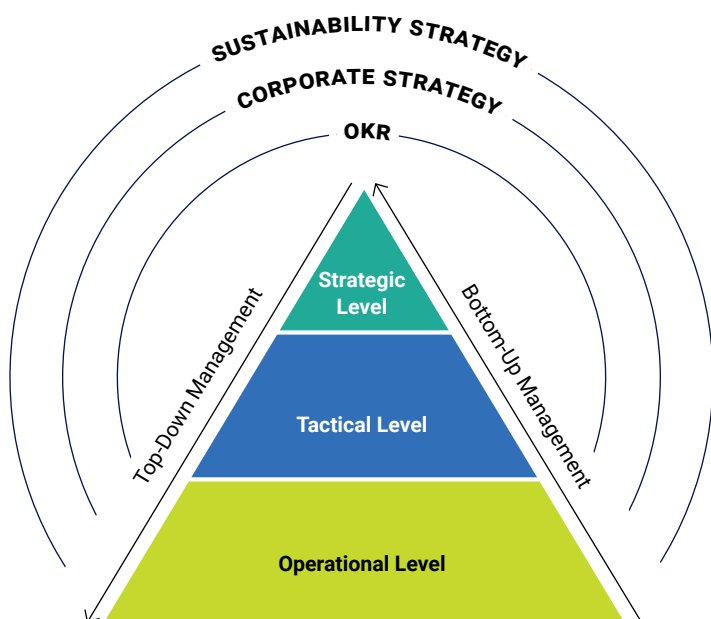 SUSTAINABILITY STRATEGY
CORPORATE STRATEGY
OKR
Strategic
Level
Top-Down Management
Bottom-Up Management
Tactical Level
Operational Level